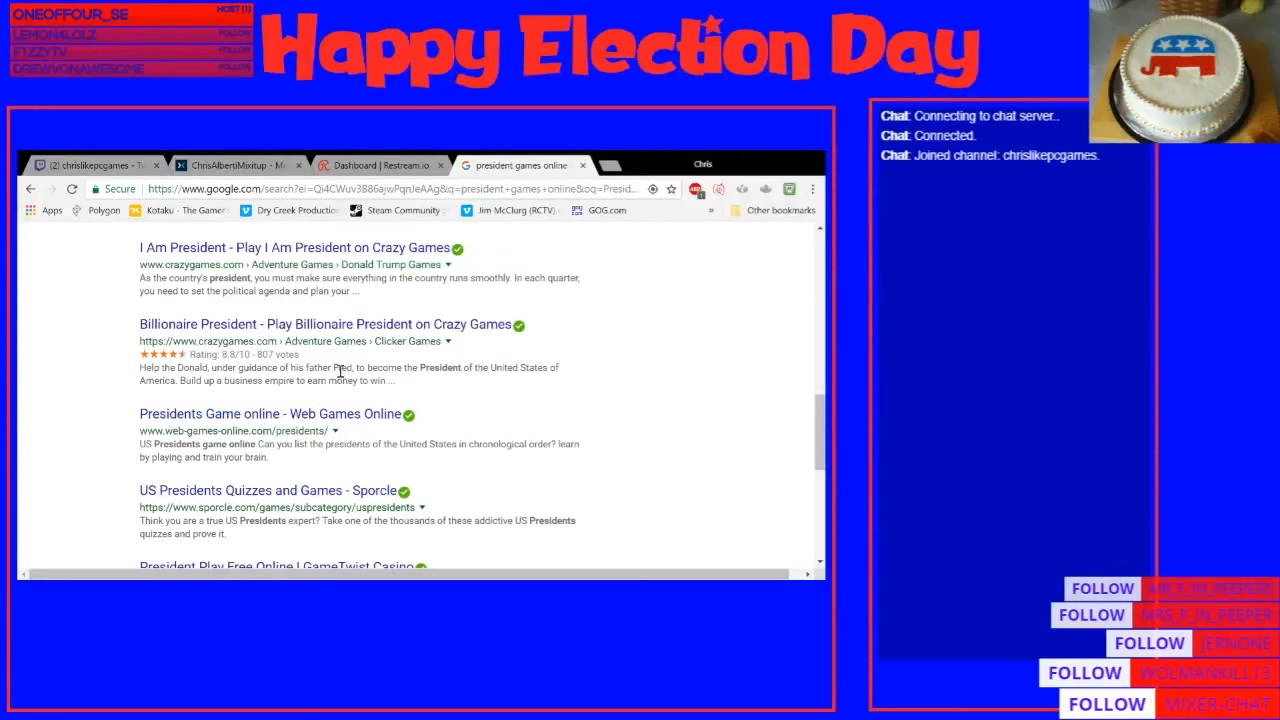 ONEOFFOUR_SE HOST (1)
LEMON4LOLZ FOLLOW
F1ZZYTV FOLLOW
DREWVONAWESOME FOLLOW
Happy Election Day
Chat: Connecting to chat server..
Chat: Connected.
Chat: Joined channel: chrislikepcgames.
(2) chrislikepcgames - Tw
ChrisAlbertiMixitup - M
Dashboard | Restream.io
president games online
Chris
Secure
https://www.google.com/search?ei=Qi4CWuv3B86ajwPqnJeAAg&q=president+games+online&oq=Presid...
Apps
Polygon
Kotaku - The Gamer's
Dry Creek Productio
Steam Community ::
Jim McClurg (RCTV)
GOG.com
»
Other bookmarks
I Am President - Play I Am President on Crazy Games
www.crazygames.com › Adventure Games › Donald Trump Games
As the country's president, you must make sure everything in the country runs smoothly. In each quarter,
you need to set the political agenda and plan your ...
Billionaire President - Play Billionaire President on Crazy Games
https://www.crazygames.com › Adventure Games › Clicker Games
Rating: 8.8/10 - 807 votes
Help the Donald, under guidance of his father Fred, to become the President of the United States of
America. Build up a business empire to earn money to win ...
Presidents Game online - Web Games Online
www.web-games-online.com/presidents/
US Presidents game online.Can you list the presidents of the United States in chronological order? learn
by playing and train your brain.
US Presidents Quizzes and Games - Sporcle
https://www.sporcle.com/games/subcategory/uspresidents
Think you are a true US Presidents expert? Take one of the thousands of these addictive US Presidents
quizzes and prove it.
President Play Free Online | GameTwist Casino
FOLLOW MR_F_IN_PEEPERS
FOLLOW MRS_F_IN_PEEPER
FOLLOW JERNONE
FOLLOW WOLMANKILL13
FOLLOW MIXER-CHAT